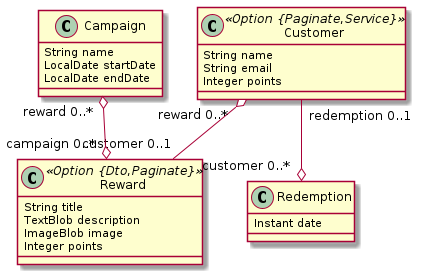 C Campaign
String name
LocalDate startDate
LocalDate endDate
C «Option {Paginate,Service}»
Customer
String name
String email
Integer points
reward 0..*
reward 0..*
redemption 0..1
campaign 0..*
customer 0..1
customer 0..*
C «Option {Dto,Paginate}»
Reward
String title
TextBlob description
ImageBlob image
Integer points
C Redemption
Instant date